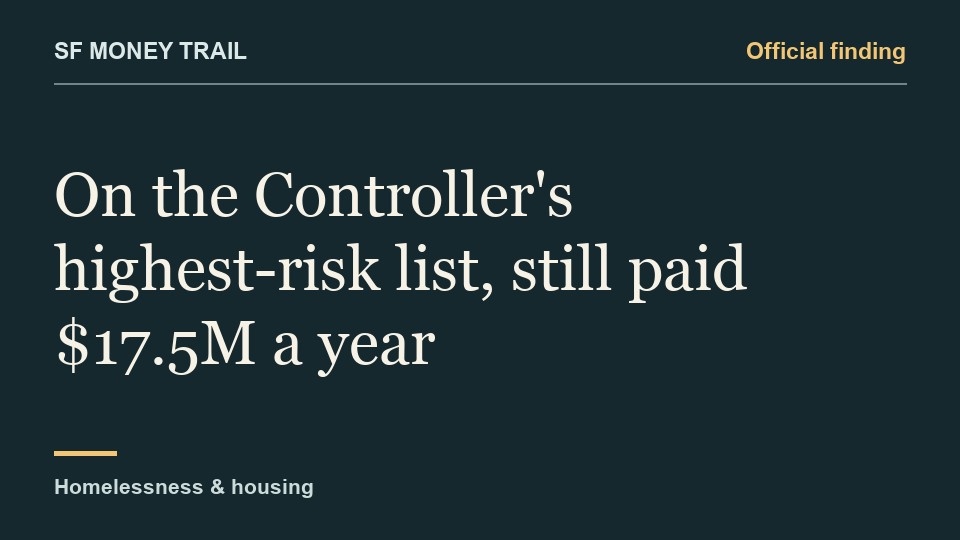 SF MONEY TRAIL
Official finding
On the Controller's
highest-risk list, still paid
$17.5M a year
Homelessness & housing